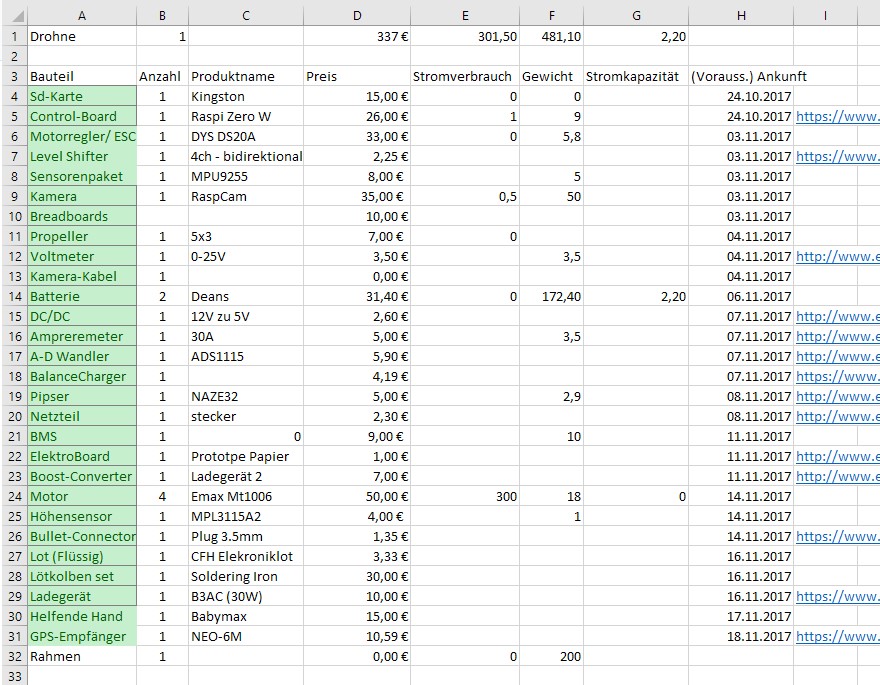 A B C D E F G H I
1 Drohne 1 337 € 301,50 481,10 2,20
2
3 Bauteil Anzahl Produktname Preis Stromverbrauch Gewicht Stromkapazität (Vorauss.) Ankunft
4 Sd-Karte 1 Kingston 15,00 € 0 0 24.10.2017
5 Control-Board 1 Raspi Zero W 26,00 € 1 9 24.10.2017 https://www.
6 Motorregler/ ESC 1 DYS DS20A 33,00 € 0 5,8 03.11.2017
7 Level Shifter 1 4ch - bidirektional 2,25 € 03.11.2017 https://www.
8 Sensorenpaket 1 MPU9255 8,00 € 5 03.11.2017
9 Kamera 1 RaspCam 35,00 € 0,5 50 03.11.2017
10 Breadboards 10,00 € 03.11.2017
11 Propeller 1 5x3 7,00 € 0 04.11.2017
12 Voltmeter 1 0-25V 3,50 € 3,5 04.11.2017 http://www.e
13 Kamera-Kabel 1 0,00 € 04.11.2017
14 Batterie 2 Deans 31,40 € 0 172,40 2,20 06.11.2017
15 DC/DC 1 12V zu 5V 2,60 € 07.11.2017 http://www.e
16 Ampreremeter 1 30A 5,00 € 3,5 07.11.2017 http://www.e
17 A-D Wandler 1 ADS1115 5,90 € 07.11.2017 http://www.e
18 BalanceCharger 1 4,19 € 07.11.2017 https://www.
19 Pipser 1 NAZE32 5,00 € 2,9 08.11.2017 http://www.e
20 Netzteil 1 stecker 2,30 € 08.11.2017 http://www.e
21 BMS 1 0 9,00 € 10 11.11.2017
22 ElektroBoard 1 Prototpe Papier 1,00 € 11.11.2017 http://www.e
23 Boost-Converter 1 Ladegerät 2 7,00 € 11.11.2017 http://www.e
24 Motor 4 Emax Mt1006 50,00 € 300 18 0 14.11.2017
25 Höhensensor 1 MPL3115A2 4,00 € 1 14.11.2017
26 Bullet-Connector 1 Plug 3.5mm 1,35 € 14.11.2017 https://www.
27 Lot (Flüssig) 1 CFH Elekroniklot 3,33 € 16.11.2017
28 Lötkolben set 1 Soldering Iron 30,00 € 16.11.2017
29 Ladegerät 1 B3AC (30W) 10,00 € 16.11.2017 https://www.
30 Helfende Hand 1 Babymax 15,00 € 17.11.2017
31 GPS-Empfänger 1 NEO-6M 10,59 € 18.11.2017 https://www.
32 Rahmen 1 0,00 € 0 200
33